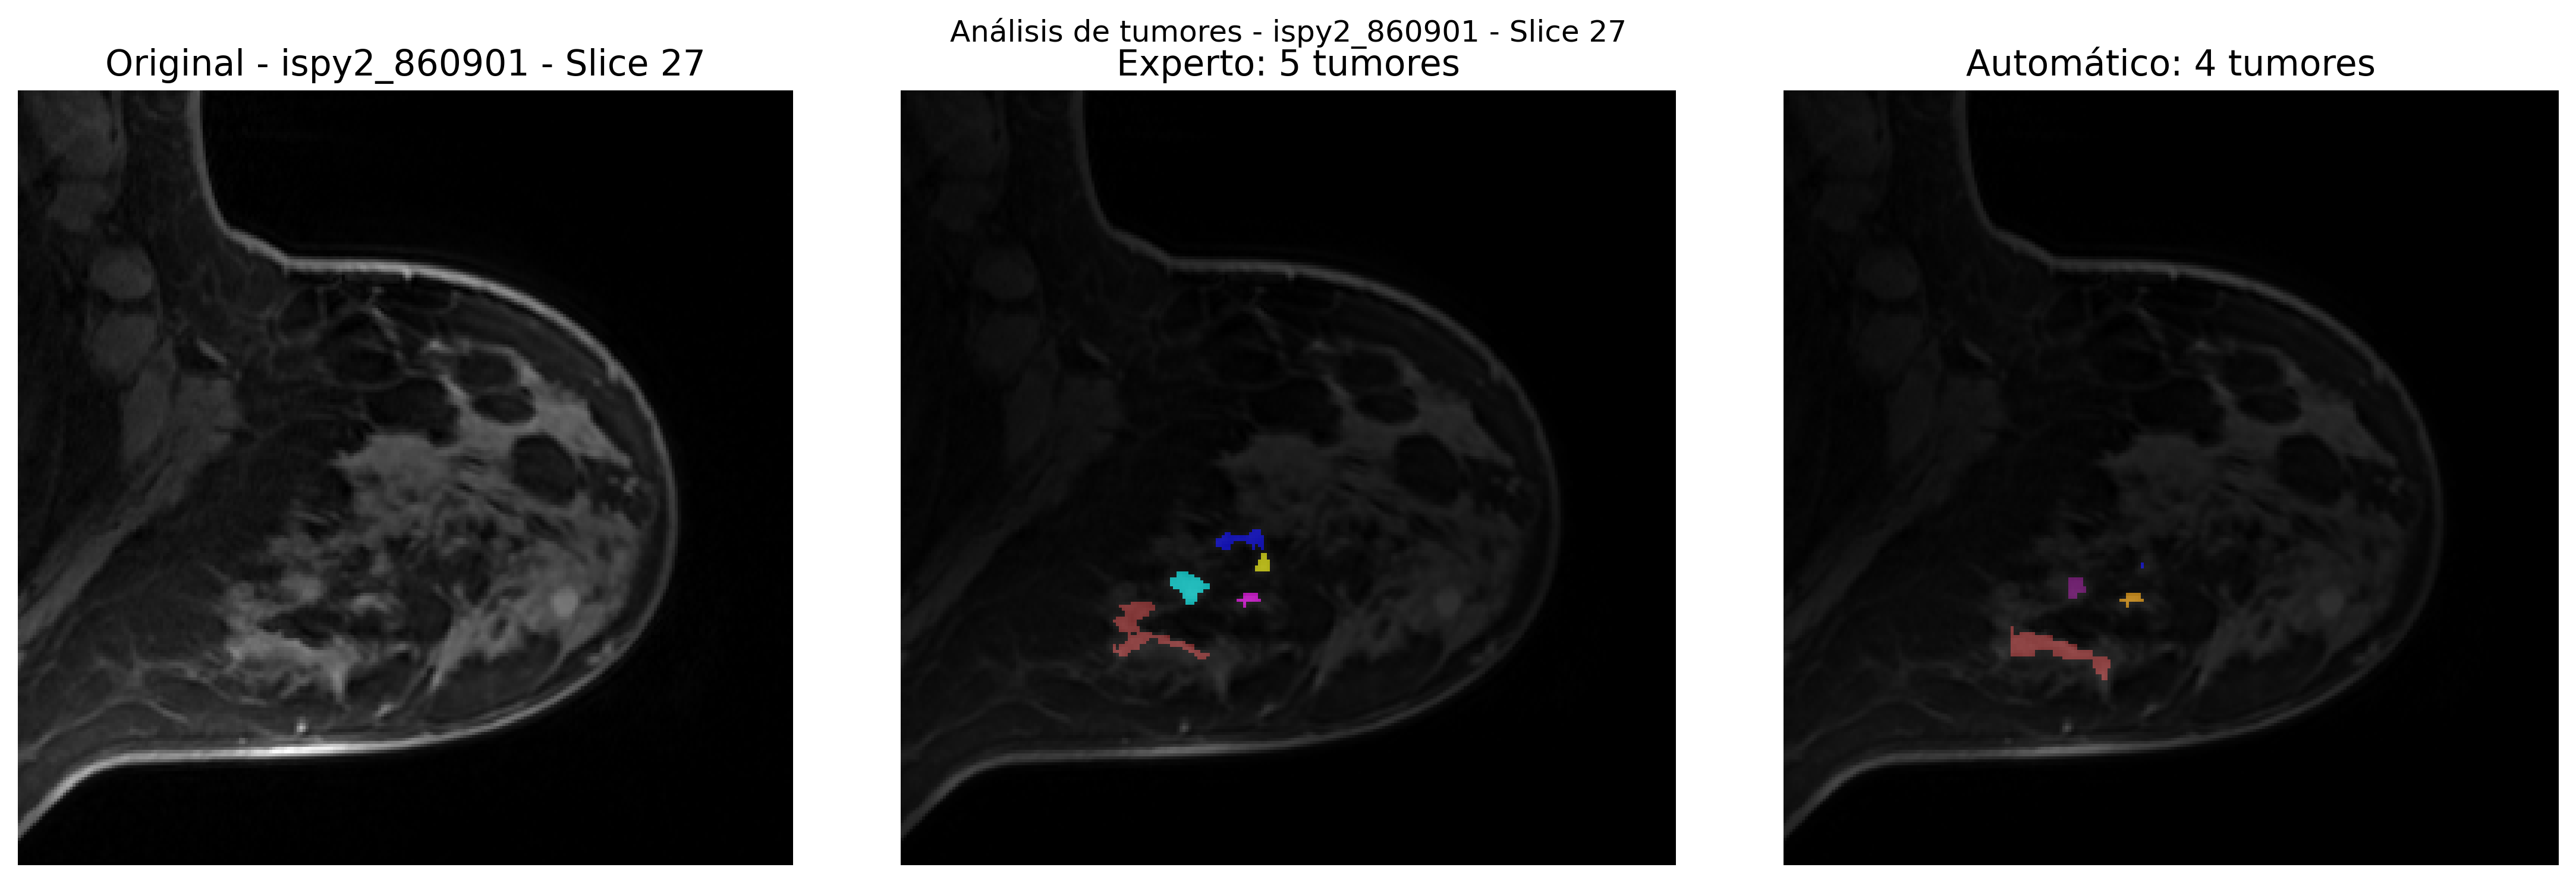 Análisis de tumores - ispy2_860901 - Slice 27
Original - ispy2_860901 - Slice 27
Experto: 5 tumores
Automático: 4 tumores